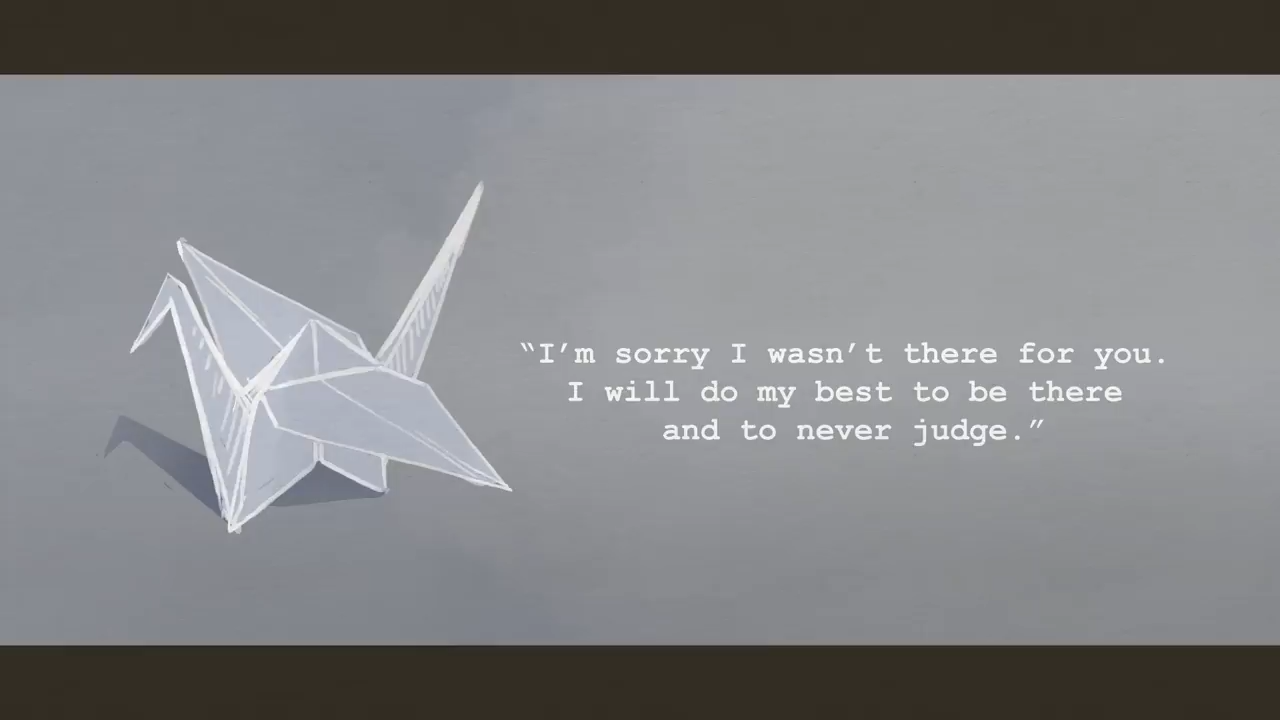 “I’m sorry I wasn’t there for you.
I will do my best to be there
and to never judge.”